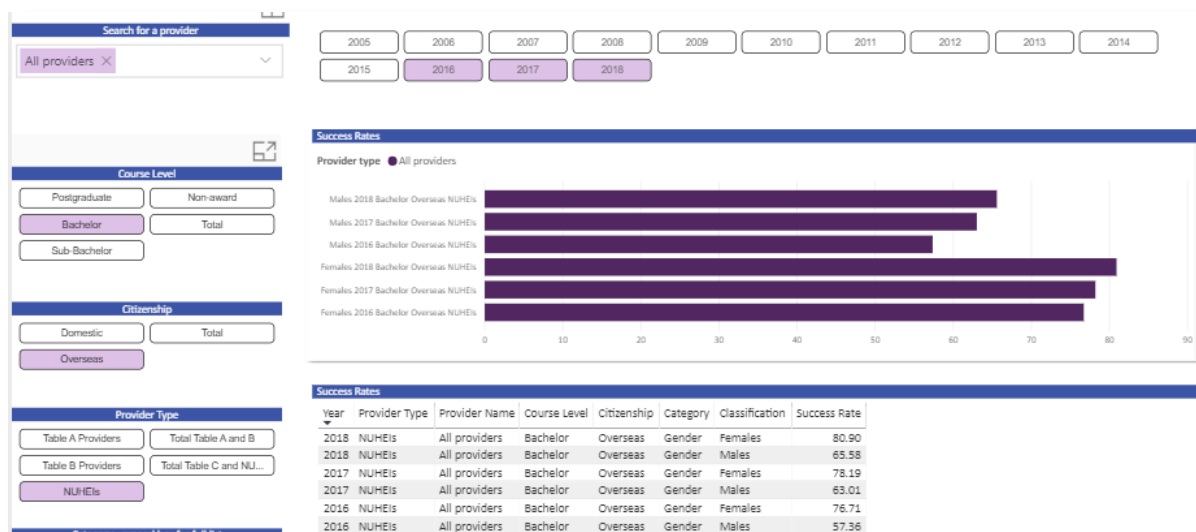 Search for a provider
All providers ×
2005 2006 2007 2008 2009 2010 2011 2012 2013 2014
2015 2016 2017 2018
Course Level
Postgraduate Non-award
Bachelor Total
Sub-Bachelor
Citizenship
Domestic Total
Overseas
Provider Type
Table A Providers Total Table A and B
Table B Providers Total Table C and NU...
NUHEIs
Success Rates
Provider type All providers
Males 2018 Bachelor Overseas NUHEIs
Males 2017 Bachelor Overseas NUHEIs
Males 2016 Bachelor Overseas NUHEIs
Females 2018 Bachelor Overseas NUHEIs
Females 2017 Bachelor Overseas NUHEIs
Females 2016 Bachelor Overseas NUHEIs
0 10 20 30 40 50 60 70 80 90
Success Rates
Year Provider Type Provider Name Course Level Citizenship Category Classification Success Rate
2018 NUHEIs All providers Bachelor Overseas Gender Females 80.90
2018 NUHEIs All providers Bachelor Overseas Gender Males 65.58
2017 NUHEIs All providers Bachelor Overseas Gender Females 78.19
2017 NUHEIs All providers Bachelor Overseas Gender Males 63.01
2016 NUHEIs All providers Bachelor Overseas Gender Females 76.71
2016 NUHEIs All providers Bachelor Overseas Gender Males 57.36